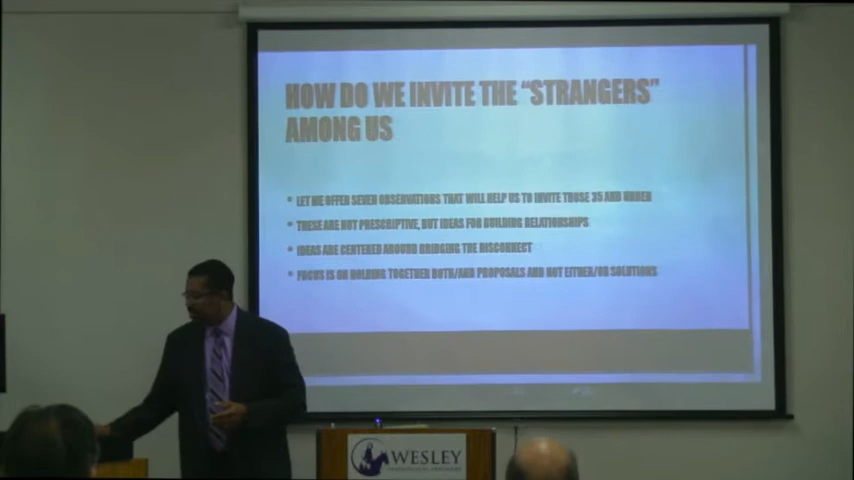 HOW DO WE INVITE THE “STRANGERS”
AMONG US
• LET ME OFFER SEVEN OBSERVATIONS THAT WILL HELP US TO INVITE THOSE 35 AND UNDER
• THESE ARE NOT PRESCRIPTIVE, BUT IDEAS FOR BUILDING RELATIONSHIPS
• IDEAS ARE CENTERED AROUND BRIDGING THE DISCONNECT
• FOCUS IS ON HOLDING TOGETHER BOTH/AND PROPOSALS AND NOT EITHER/OR SOLUTIONS
WESLEY
THEOLOGICAL SEMINARY